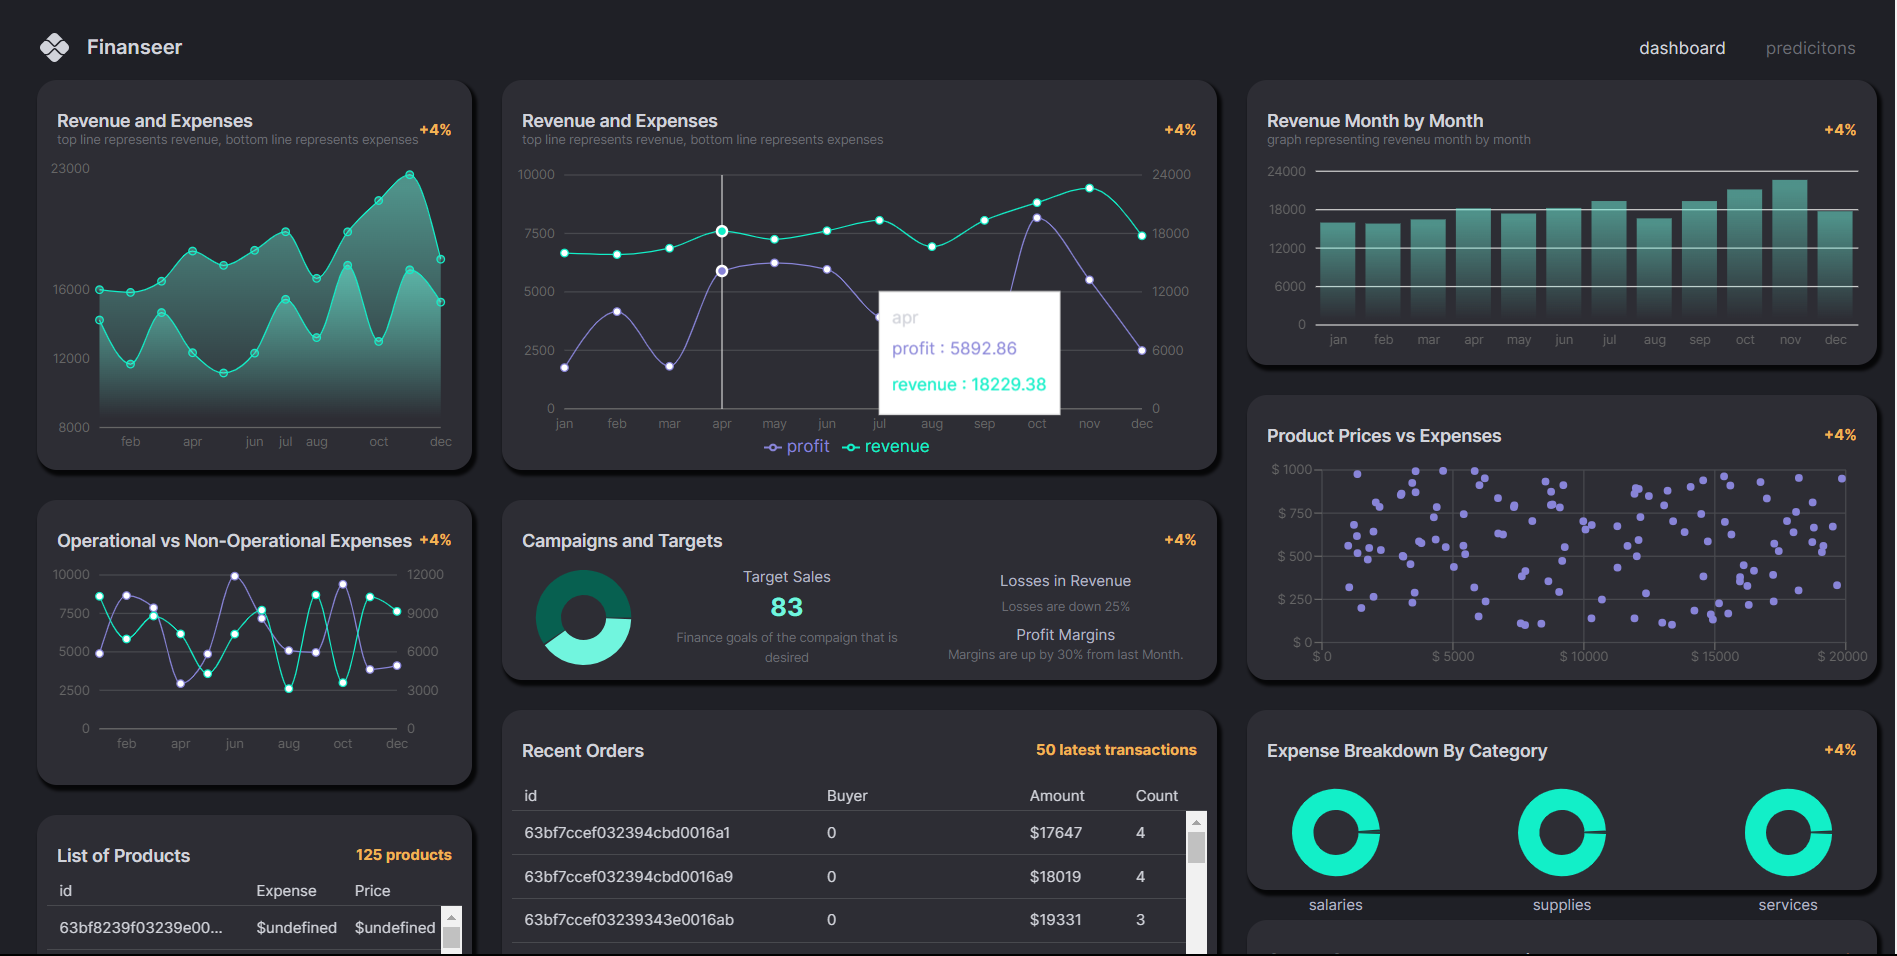 Finanseer
dashboard
predicitons
Revenue and Expenses
top line represents revenue, bottom line represents expenses
+4%
23000
16000
12000
8000
feb apr jun jul aug oct dec
Revenue and Expenses
top line represents revenue, bottom line represents expenses
+4%
10000
7500
5000
2500
0
24000
18000
12000
6000
0
jan feb mar apr may jun jul aug sep oct nov dec
apr
profit : 5892.86
revenue : 18229.38
profit revenue
Revenue Month by Month
graph representing reveneu month by month
+4%
24000
18000
12000
6000
0
jan feb mar apr may jun jul aug sep oct nov dec
Operational vs Non-Operational Expenses
+4%
10000
7500
5000
2500
0
12000
9000
6000
3000
0
feb apr jun aug oct dec
Campaigns and Targets
+4%
Target Sales
83
Finance goals of the compaign that is
desired
Losses in Revenue
Losses are down 25%
Profit Margins
Margins are up by 30% from last Month.
Product Prices vs Expenses
+4%
$ 1000
$ 750
$ 500
$ 250
$ 0
$ 0 $ 5000 $ 10000 $ 15000 $ 20000
List of Products
125 products
id Expense Price
63bf8239f03239e00... $undefined $undefined
Recent Orders
50 latest transactions
id Buyer Amount Count
63bf7ccef032394cbd0016a1 0 $17647 4
63bf7ccef032394cbd0016a9 0 $18019 4
63bf7ccef03239343e0016ab 0 $19331 3
Expense Breakdown By Category
+4%
salaries
supplies
services